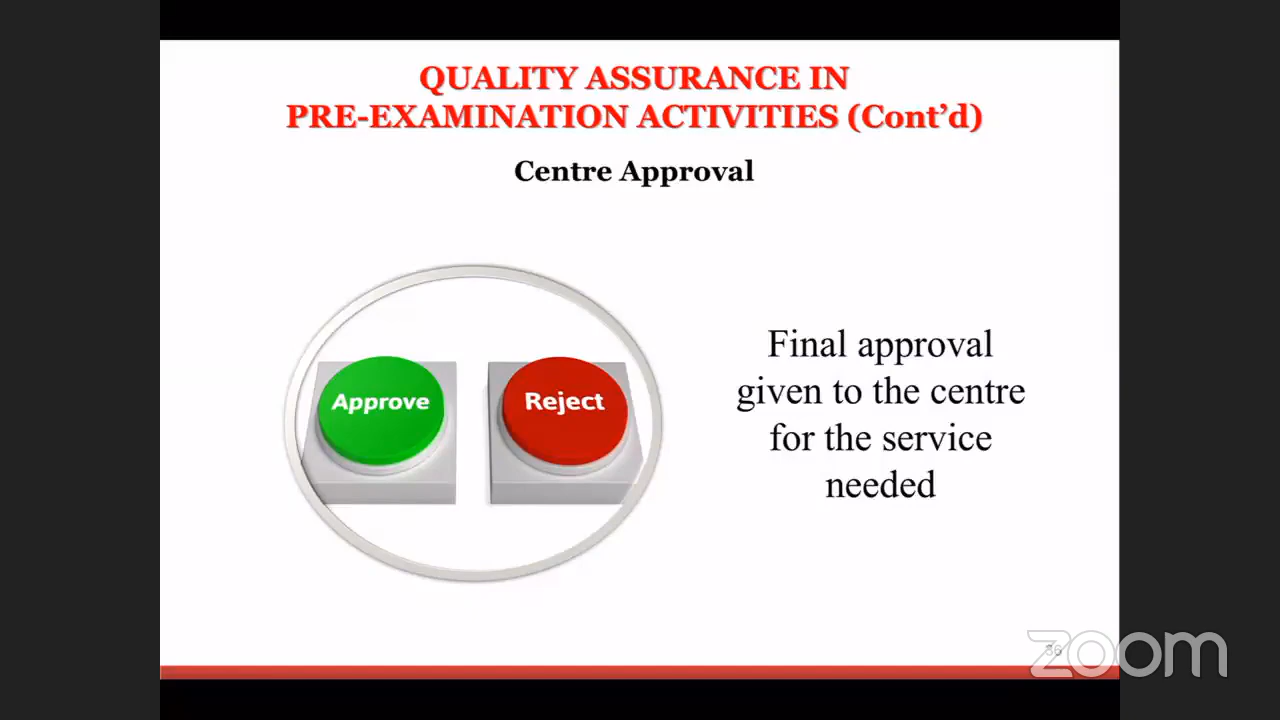 QUALITY ASSURANCE IN
PRE-EXAMINATION ACTIVITIES (Cont’d)
Centre Approval
Approve
Reject
Final approval
given to the centre
for the service
needed
36
zoom